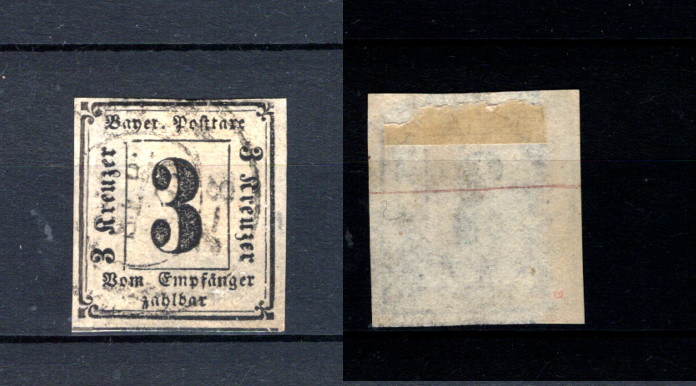 Bayer. Posttaxe
3 Kreuzer
3
3 Kreuzer
Vom Empfänger
zahlbar